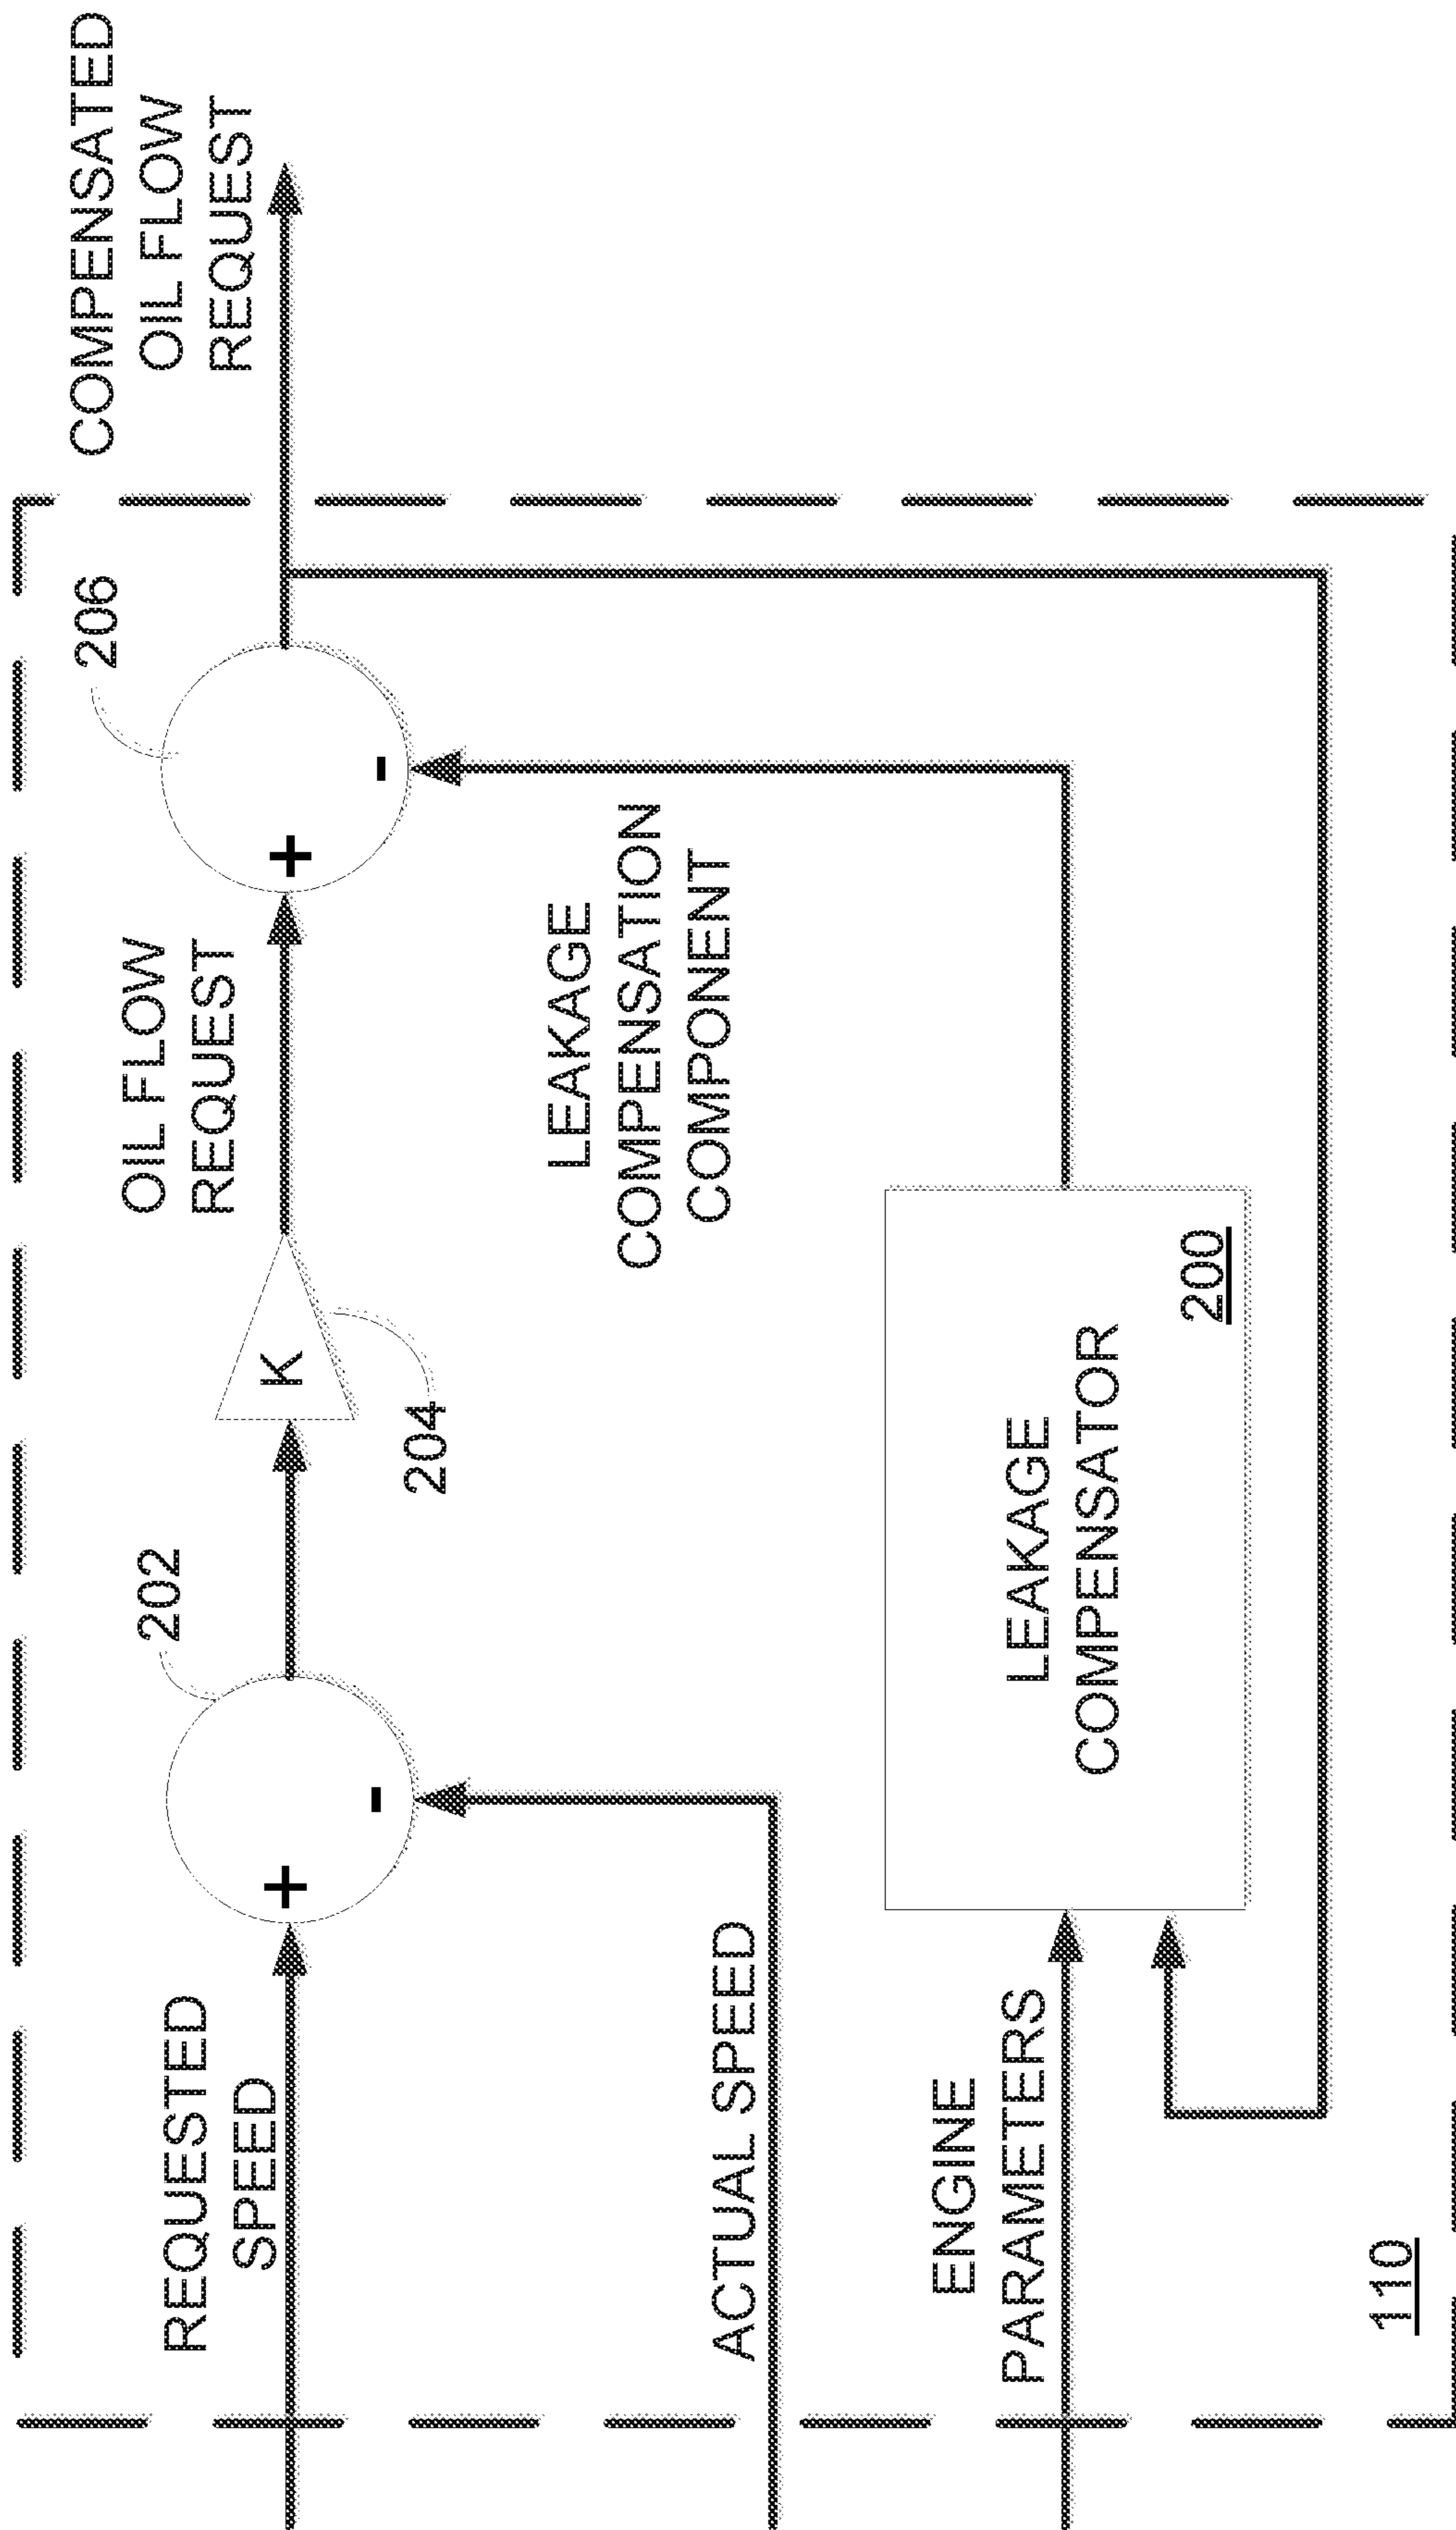 REQUESTED
SPEED
+
-
202
K
204
OIL FLOW
REQUEST
+
-
206
COMPENSATED
OIL FLOW
REQUEST
ACTUAL SPEED
LEAKAGE
COMPENSATION
COMPONENT
ENGINE
PARAMETERS
LEAKAGE
COMPENSATOR
200
110